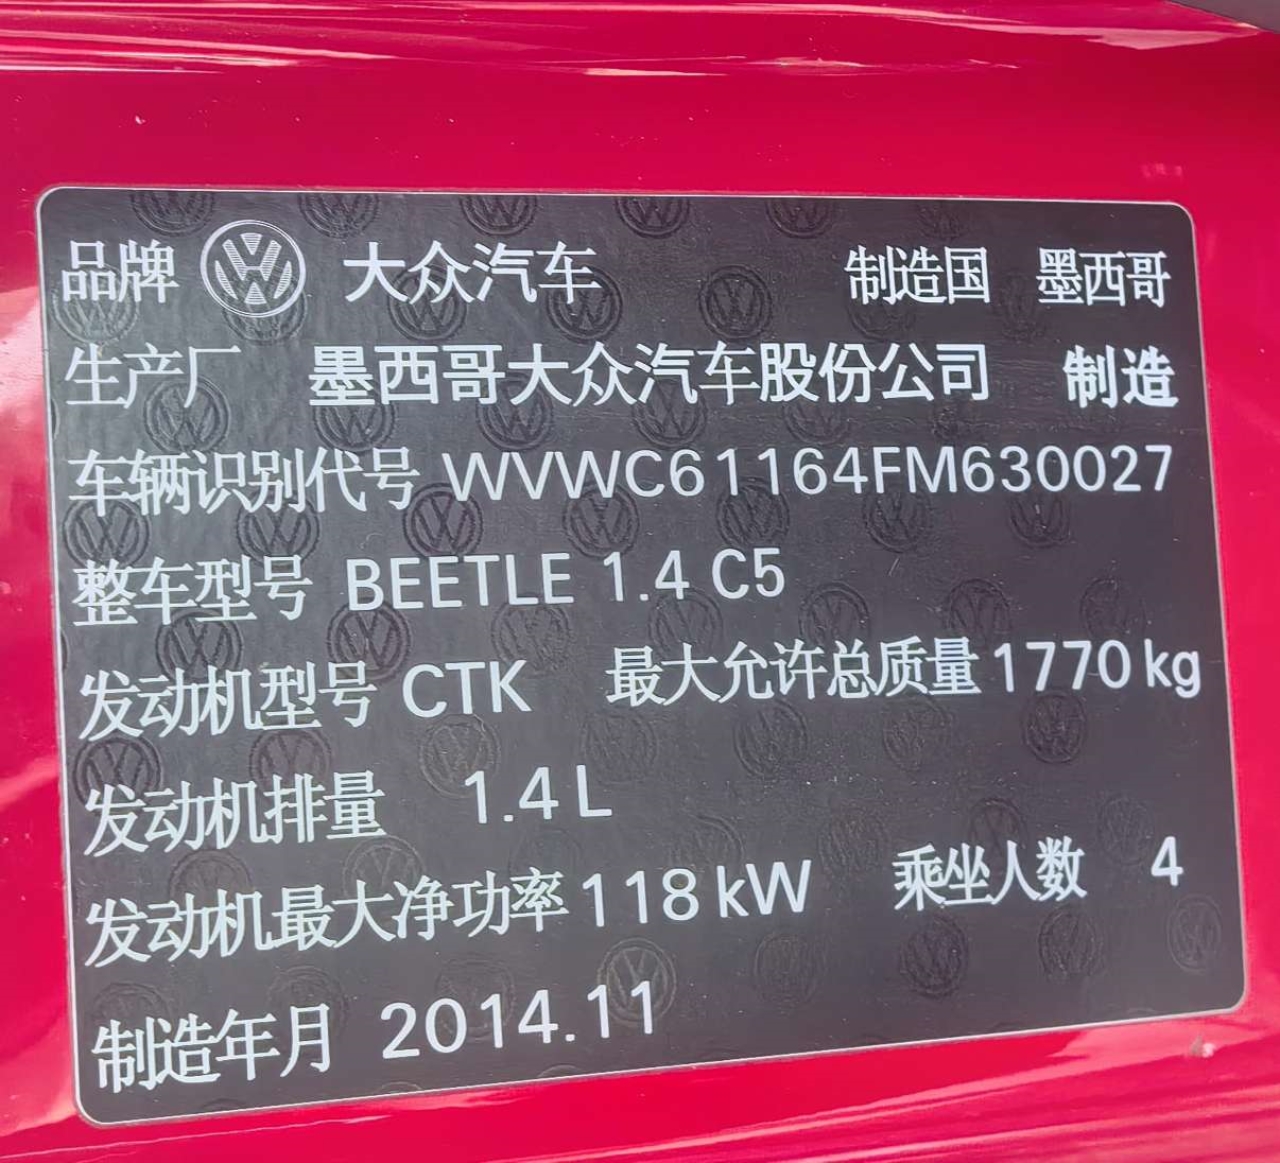 品牌 大众汽车 制造国 墨西哥
生产厂 墨西哥大众汽车股份公司 制造
车辆识别代号 WVWC61164FM630027
整车型号 BEETLE 1.4 C5
发动机型号 CTK 最大允许总质量 1770 kg
发动机排量 1.4 L
发动机最大净功率 118 kW 乘坐人数 4
制造年月 2014.11